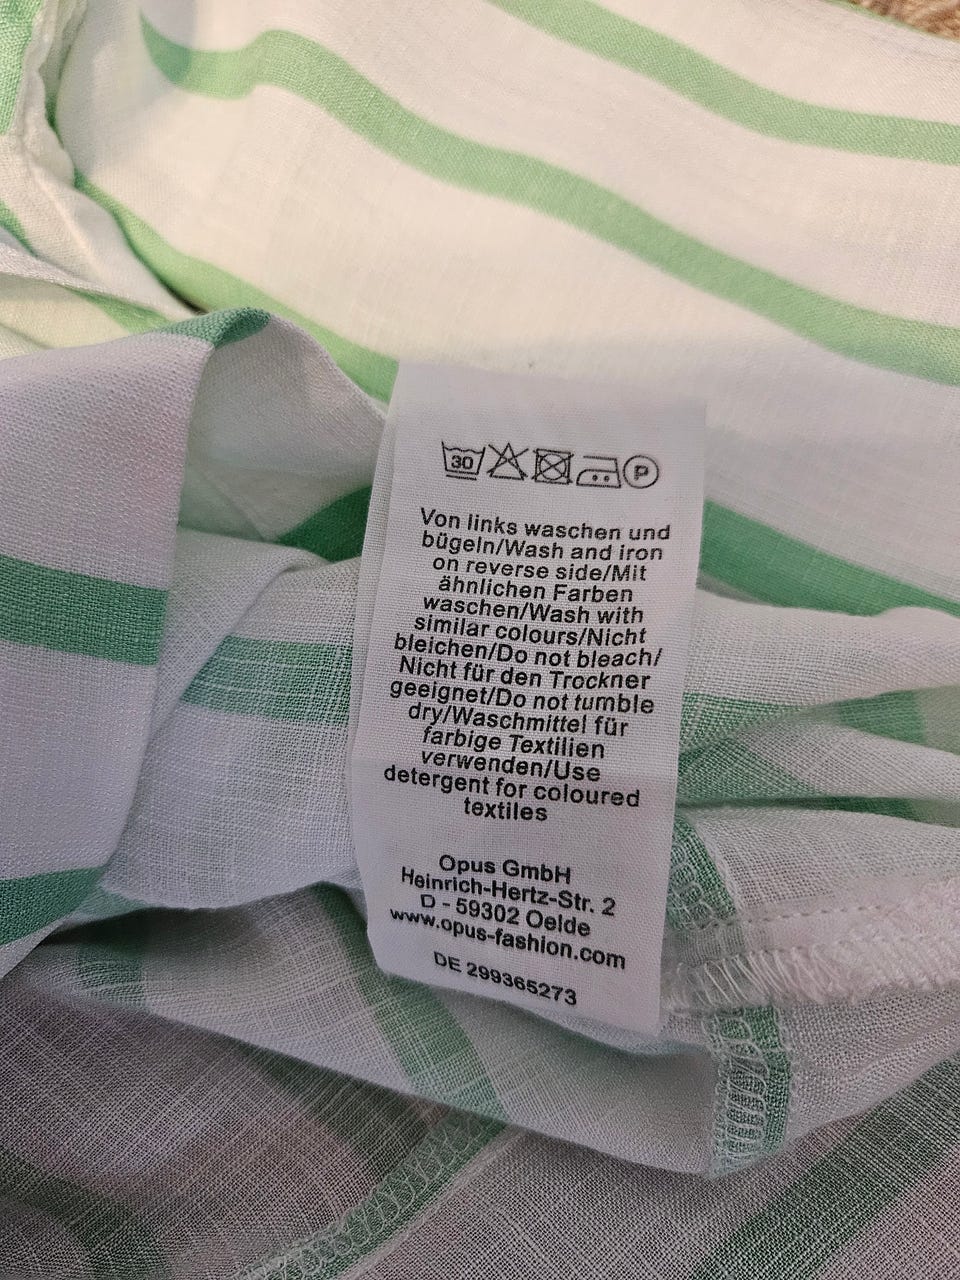 30 P
Von links waschen und
bügeln/Wash and iron
on reverse side/Mit
ähnlichen Farben
waschen/Wash with
similar colours/Nicht
bleichen/Do not bleach/
Nicht für den Trockner
geeignet/Do not tumble
dry/Waschmittel für
farbige Textilien
verwenden/Use
detergent for coloured
textiles
Opus GmbH
Heinrich-Hertz-Str. 2
D - 59302 Oelde
www.opus-fashion.com
DE 299365273